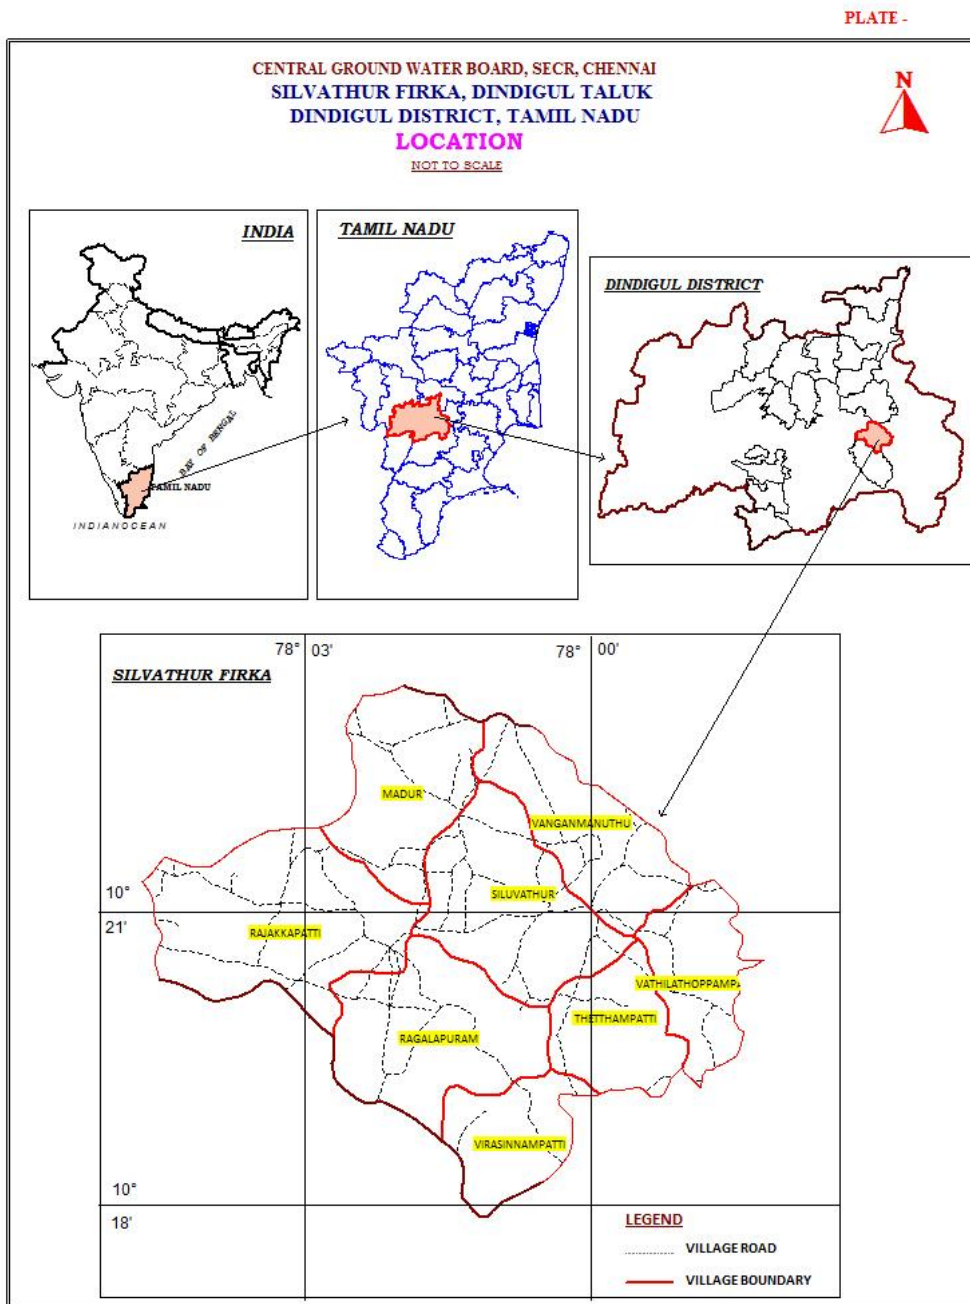 PLATE -
CENTRAL GROUND WATER BOARD, SECR, CHENNAI
SILVATHUR FIRKA, DINDIGUL TALUK
DINDIGUL DISTRICT, TAMIL NADU
LOCATION
NOT TO SCALE
N
INDIA
BAY OF BENGAL
TAMIL NADU
INDIAN OCEAN
TAMIL NADU
DINDIGUL DISTRICT
78° 03'
78° 00'
SILVATHUR FIRKA
MADUR
VANGANMANUTHU
SILUVATHUR
10°
21'
RAJAKKAPATTI
VATHILATHOPPAMPA
THETTHAMPATTI
RAGALAPURAM
VIRASINNAMPATTI
10°
18'
LEGEND
VILLAGE ROAD
VILLAGE BOUNDARY